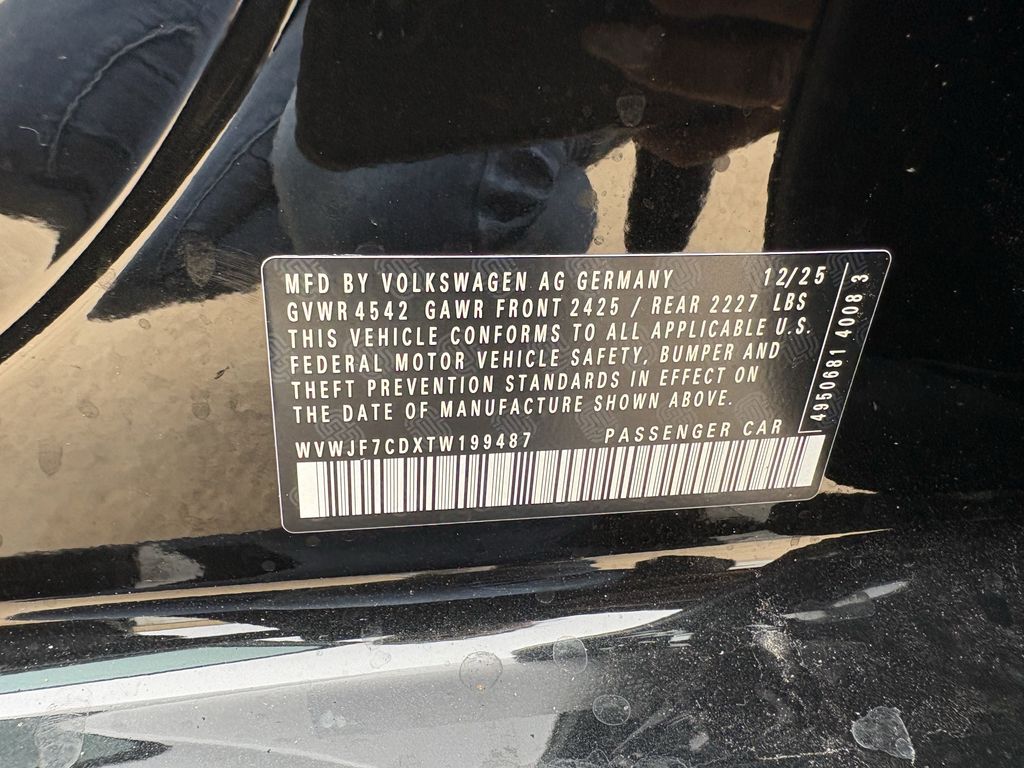 MFD BY VOLKSWAGEN AG GERMANY 12/25
GVWR 4542 GAWR FRONT 2425 / REAR 2227 LBS
THIS VEHICLE CONFORMS TO ALL APPLICABLE U.S.
FEDERAL MOTOR VEHICLE SAFETY, BUMPER AND
THEFT PREVENTION STANDARDS IN EFFECT ON
THE DATE OF MANUFACTURE SHOWN ABOVE.
WVWJF7CDXTW199487 PASSENGER CAR
4950681 4008 3